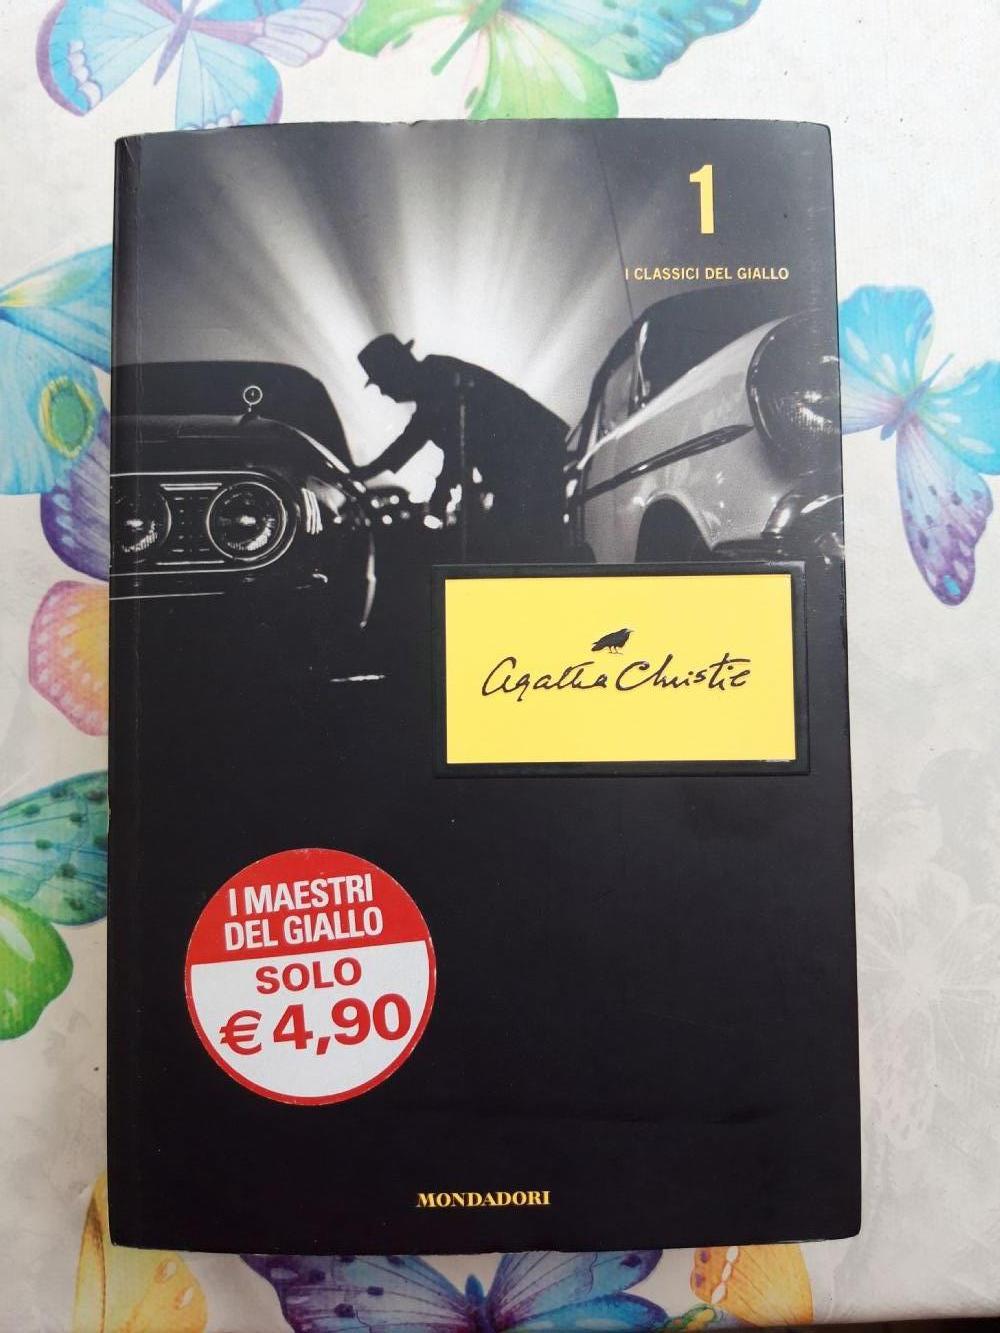 1
I CLASSICI DEL GIALLO
Agatha Christie
I MAESTRI
DEL GIALLO
SOLO
€ 4,90
MONDADORI